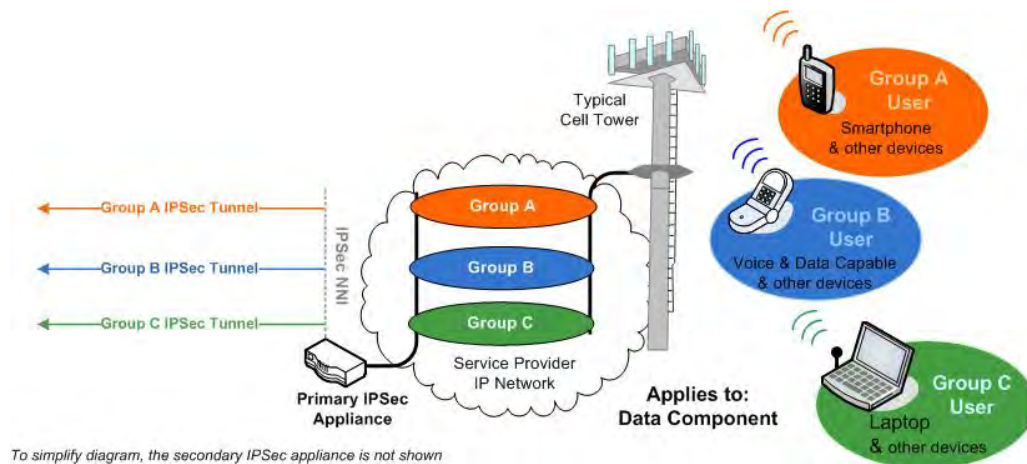 Group A
User
Smartphone
& other devices
Typical
Cell Tower
Group A IPSec Tunnel
Group B IPSec Tunnel
Group C IPSec Tunnel
IPSec NNI
Group A
Group B
Group C
Service Provider
IP Network
Primary IPSec
Appliance
Group B
User
Voice & Data Capable
& other devices
Applies to:
Data Component
Group C
User
Laptop
& other devices
To simplify diagram, the secondary IPSec appliance is not shown